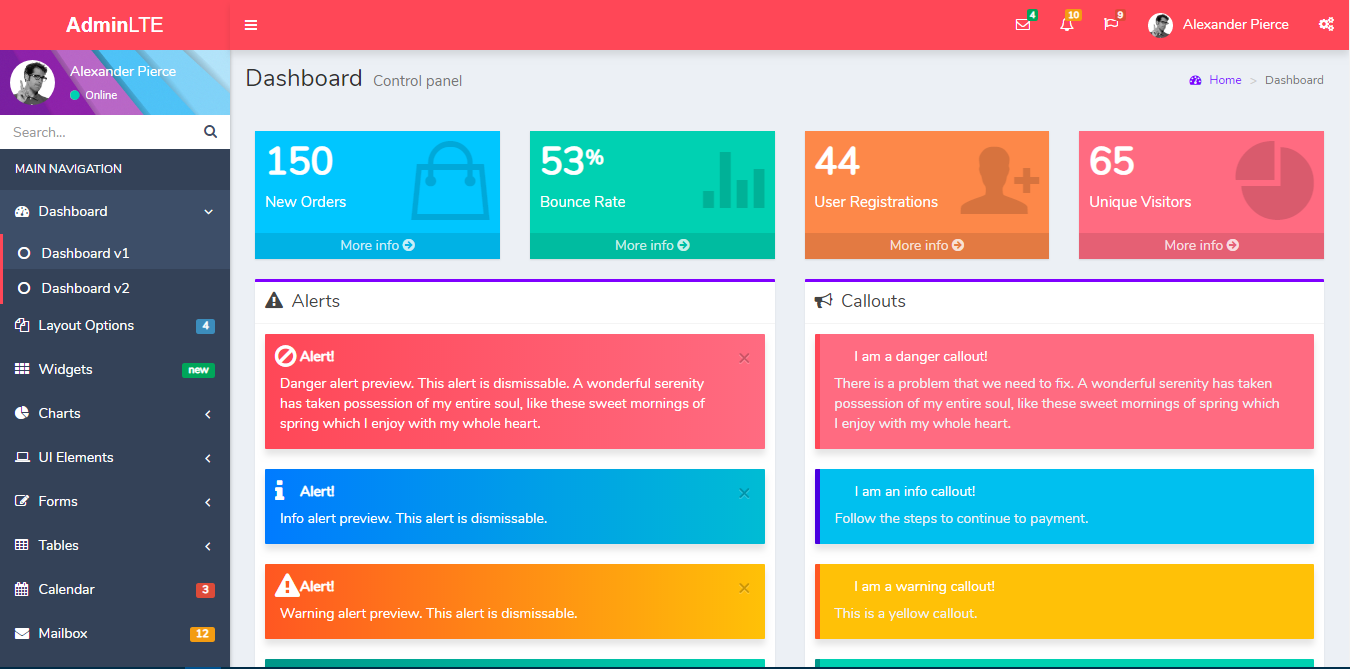 AdminLTE
4
10
9
Alexander Pierce
Alexander Pierce
Online
Search...
MAIN NAVIGATION
Dashboard
Dashboard v1
Dashboard v2
Layout Options 4
Widgets new
Charts
UI Elements
Forms
Tables
Calendar 3
Mailbox 12
Dashboard Control panel
Home > Dashboard
150
New Orders
More info
53%
Bounce Rate
More info
44
User Registrations
More info
65
Unique Visitors
More info
Alerts
Alert! ×
Danger alert preview. This alert is dismissable. A wonderful serenity
has taken possession of my entire soul, like these sweet mornings of
spring which I enjoy with my whole heart.
Alert! ×
Info alert preview. This alert is dismissable.
Alert! ×
Warning alert preview. This alert is dismissable.
Callouts
I am a danger callout!
There is a problem that we need to fix. A wonderful serenity has taken
possession of my entire soul, like these sweet mornings of spring which
I enjoy with my whole heart.
I am an info callout!
Follow the steps to continue to payment.
I am a warning callout!
This is a yellow callout.